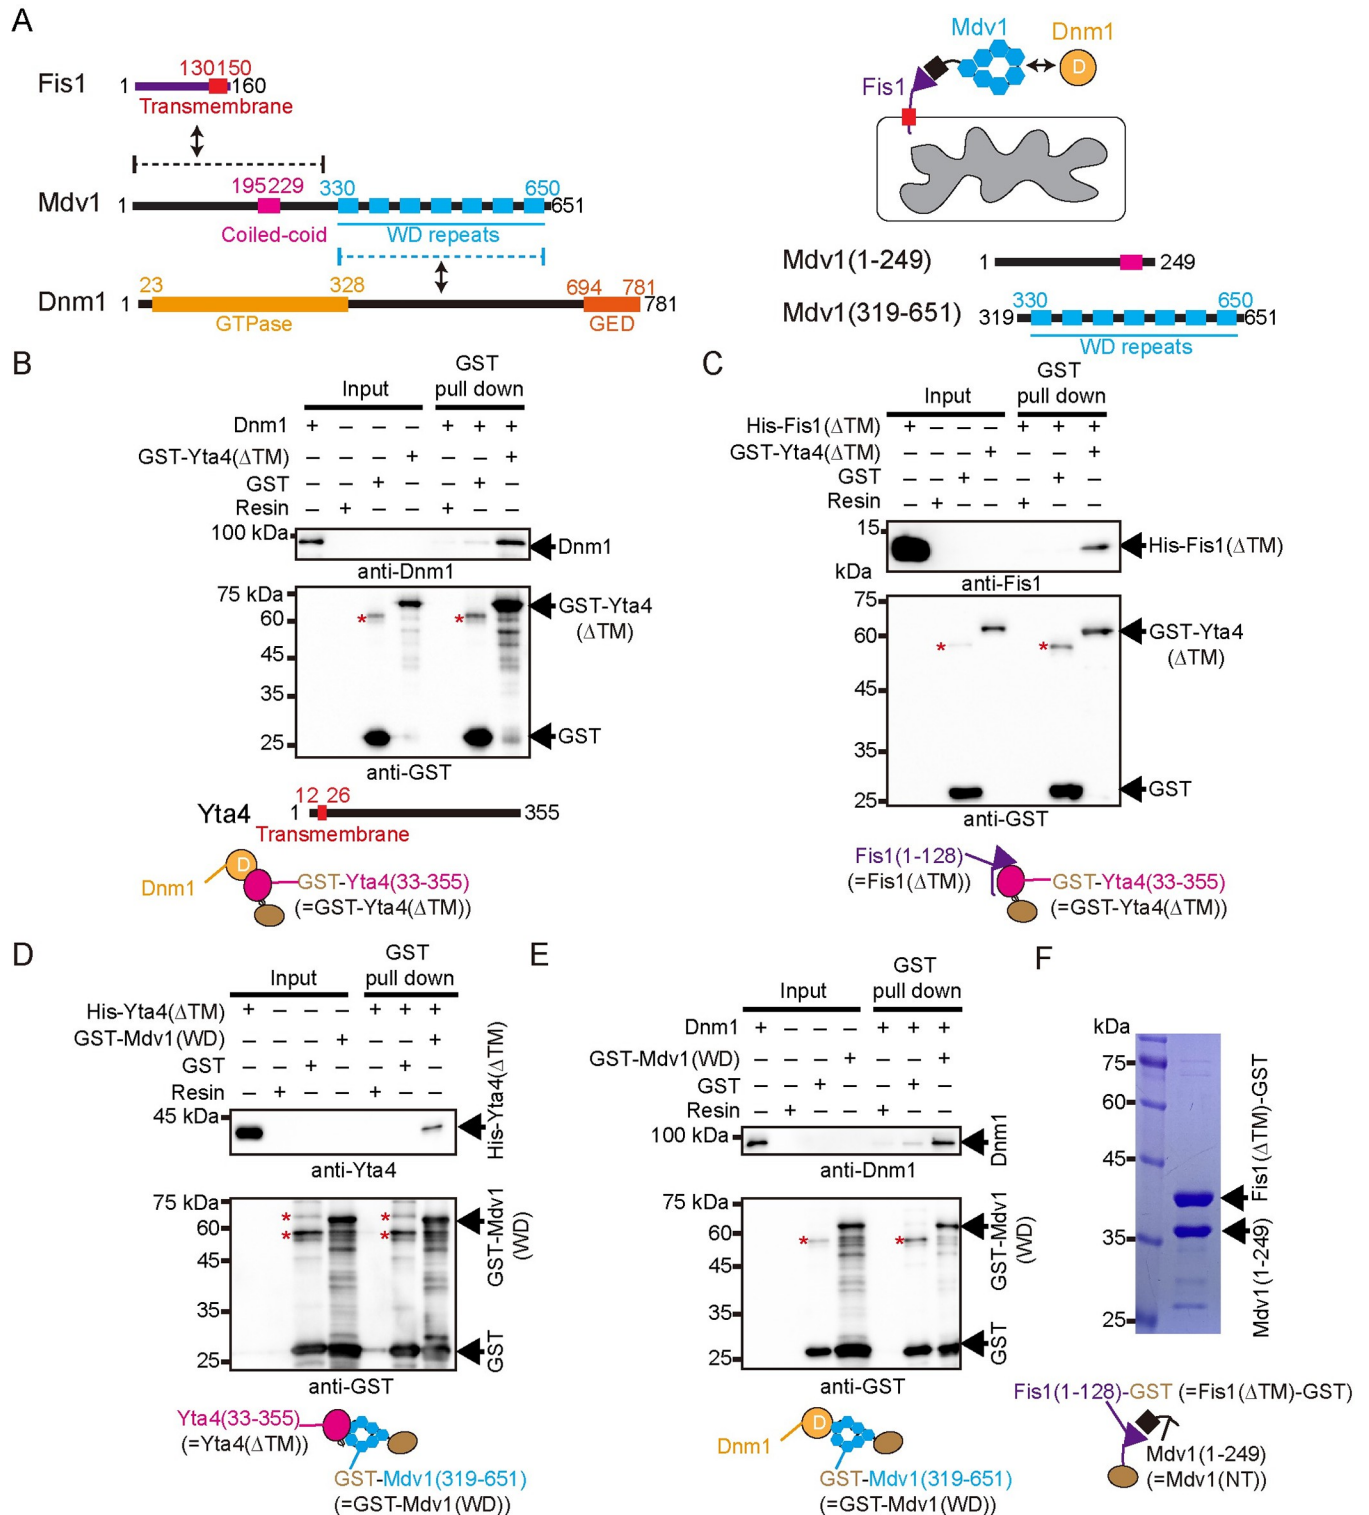 A
Fis1
1
130
150
160
Transmembrane
Mdv1
1
195
229
330
650
651
Coiled-coid
WD repeats
Dnm1
1
23
328
694
781
781
GTPase
GED
Mdv1
Dnm1
D
Fis1
Mdv1(1-249)
1
249
Mdv1(319-651)
330
650
319
651
WD repeats
B
GST
Input
pull down
Dnm1 + – – – + + +
GST-Yta4(ΔTM) – – – + – – +
GST – – + – – + –
Resin – + – – + – –
100 kDa
Dnm1
anti-Dnm1
75 kDa
60
45
35
25
*
*
GST-Yta4
(ΔTM)
GST
anti-GST
12
26
Yta4
1
355
Transmembrane
D
Dnm1
GST-Yta4(33-355)
(=GST-Yta4(ΔTM))
C
GST
Input
pull down
His-Fis1(ΔTM) + – – – + + +
GST-Yta4(ΔTM) – – – + – – +
GST – – + – – + –
Resin – + – – + – –
15
kDa
His-Fis1(ΔTM)
anti-Fis1
75
60
45
35
25
*
*
GST-Yta4
(ΔTM)
GST
anti-GST
Fis1(1-128)
(=Fis1(ΔTM))
GST-Yta4(33-355)
(=GST-Yta4(ΔTM))
D
GST
Input
pull down
His-Yta4(ΔTM) + – – – + + +
GST-Mdv1(WD) – – – + – – +
GST – – + – – + –
Resin – + – – + – –
45 kDa
His-Yta4(ΔTM)
anti-Yta4
75 kDa
60
45
35
25
*
*
*
*
GST-Mdv1
(WD)
GST
anti-GST
Yta4(33-355)
(=Yta4(ΔTM))
GST-Mdv1(319-651)
(=GST-Mdv1(WD))
E
GST
Input
pull down
Dnm1 + – – – + + +
GST-Mdv1(WD) – – – + – – +
GST – – + – – + –
Resin – + – – + – –
100 kDa
Dnm1
anti-Dnm1
75 kDa
60
45
35
25
*
*
GST-Mdv1
(WD)
GST
anti-GST
D
Dnm1
GST-Mdv1(319-651)
(=GST-Mdv1(WD))
F
kDa
75
60
45
35
25
Fis1(ΔTM)-GST
Mdv1(1-249)
Fis1(1-128)-GST (=Fis1(ΔTM)-GST)
Mdv1(1-249)
(=Mdv1(NT))